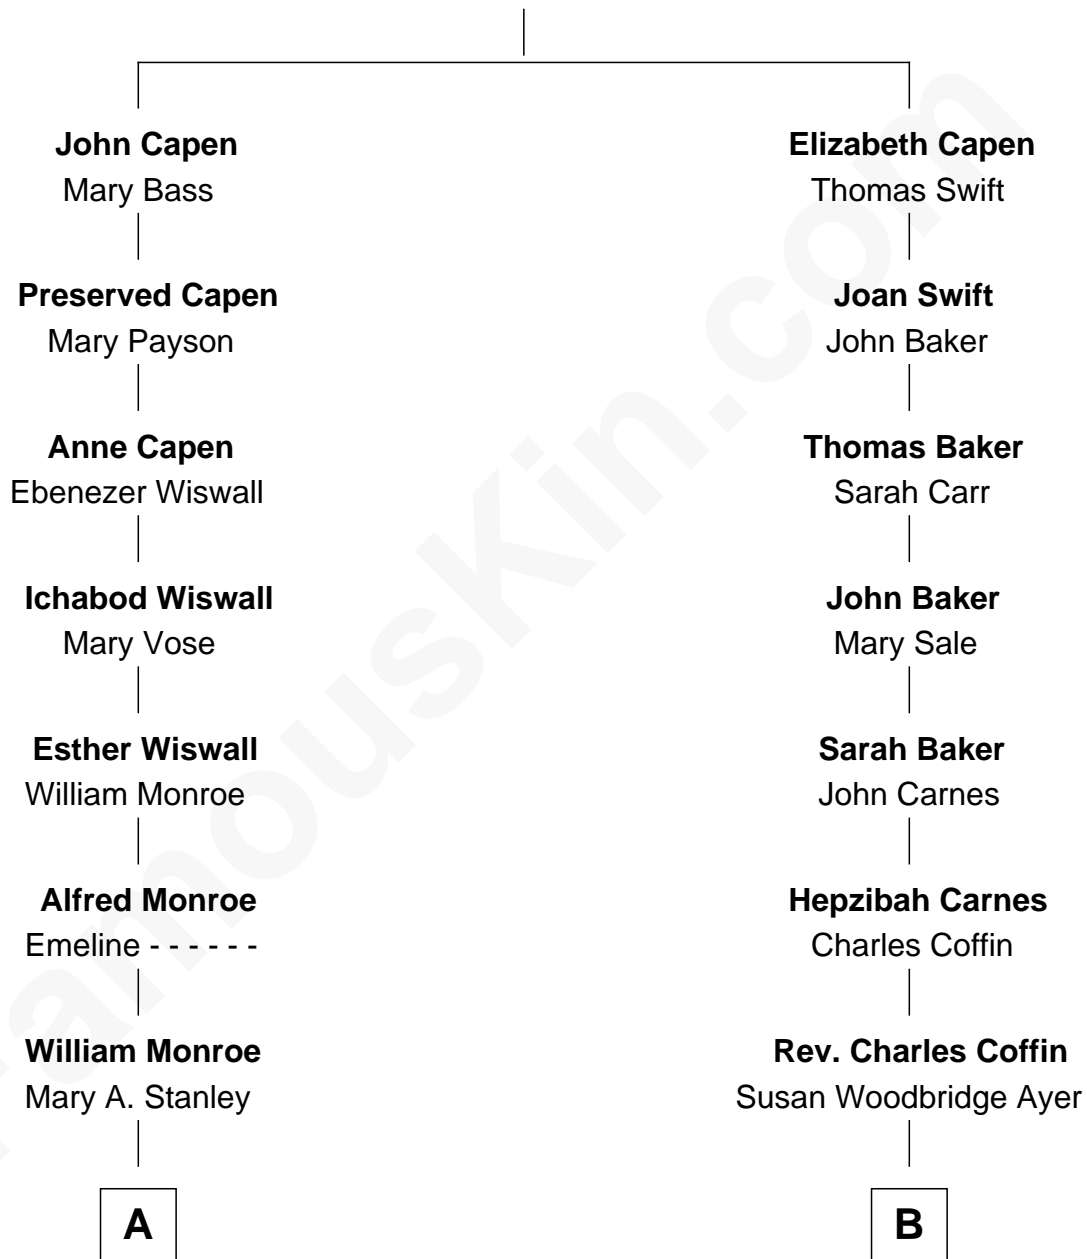 John Capen
Mary Bass
Preserved Capen
Mary Payson
Anne Capen
Ebenezer Wiswall
Ichabod Wiswall
Mary Vose
Esther Wiswall
William Monroe
Alfred Monroe
Emeline - - - - - -
William Monroe
Mary A. Stanley
A
Elizabeth Capen
Thomas Swift
Joan Swift
John Baker
Thomas Baker
Sarah Carr
John Baker
Mary Sale
Sarah Baker
John Carnes
Hepzibah Carnes
Charles Coffin
Rev. Charles Coffin
Susan Woodbridge Ayer
B
FamousKin.com